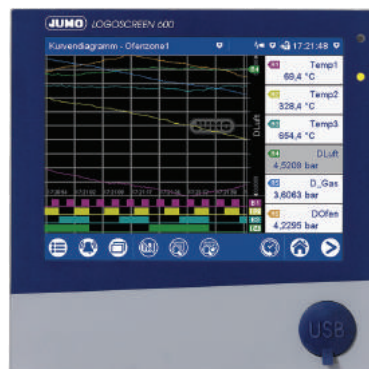 JUMO LOGOSCREEN 600
Kurvendiagramm - Ofenzone1 17:21:48
Temp1
69,4 °C
Temp2
328,4 °C
Temp3
654,4 °C
DLuft
4,5209 bar
D_Gas
3,6063 bar
DOfen
4,2295 bar
DLuft
JUMO
USB